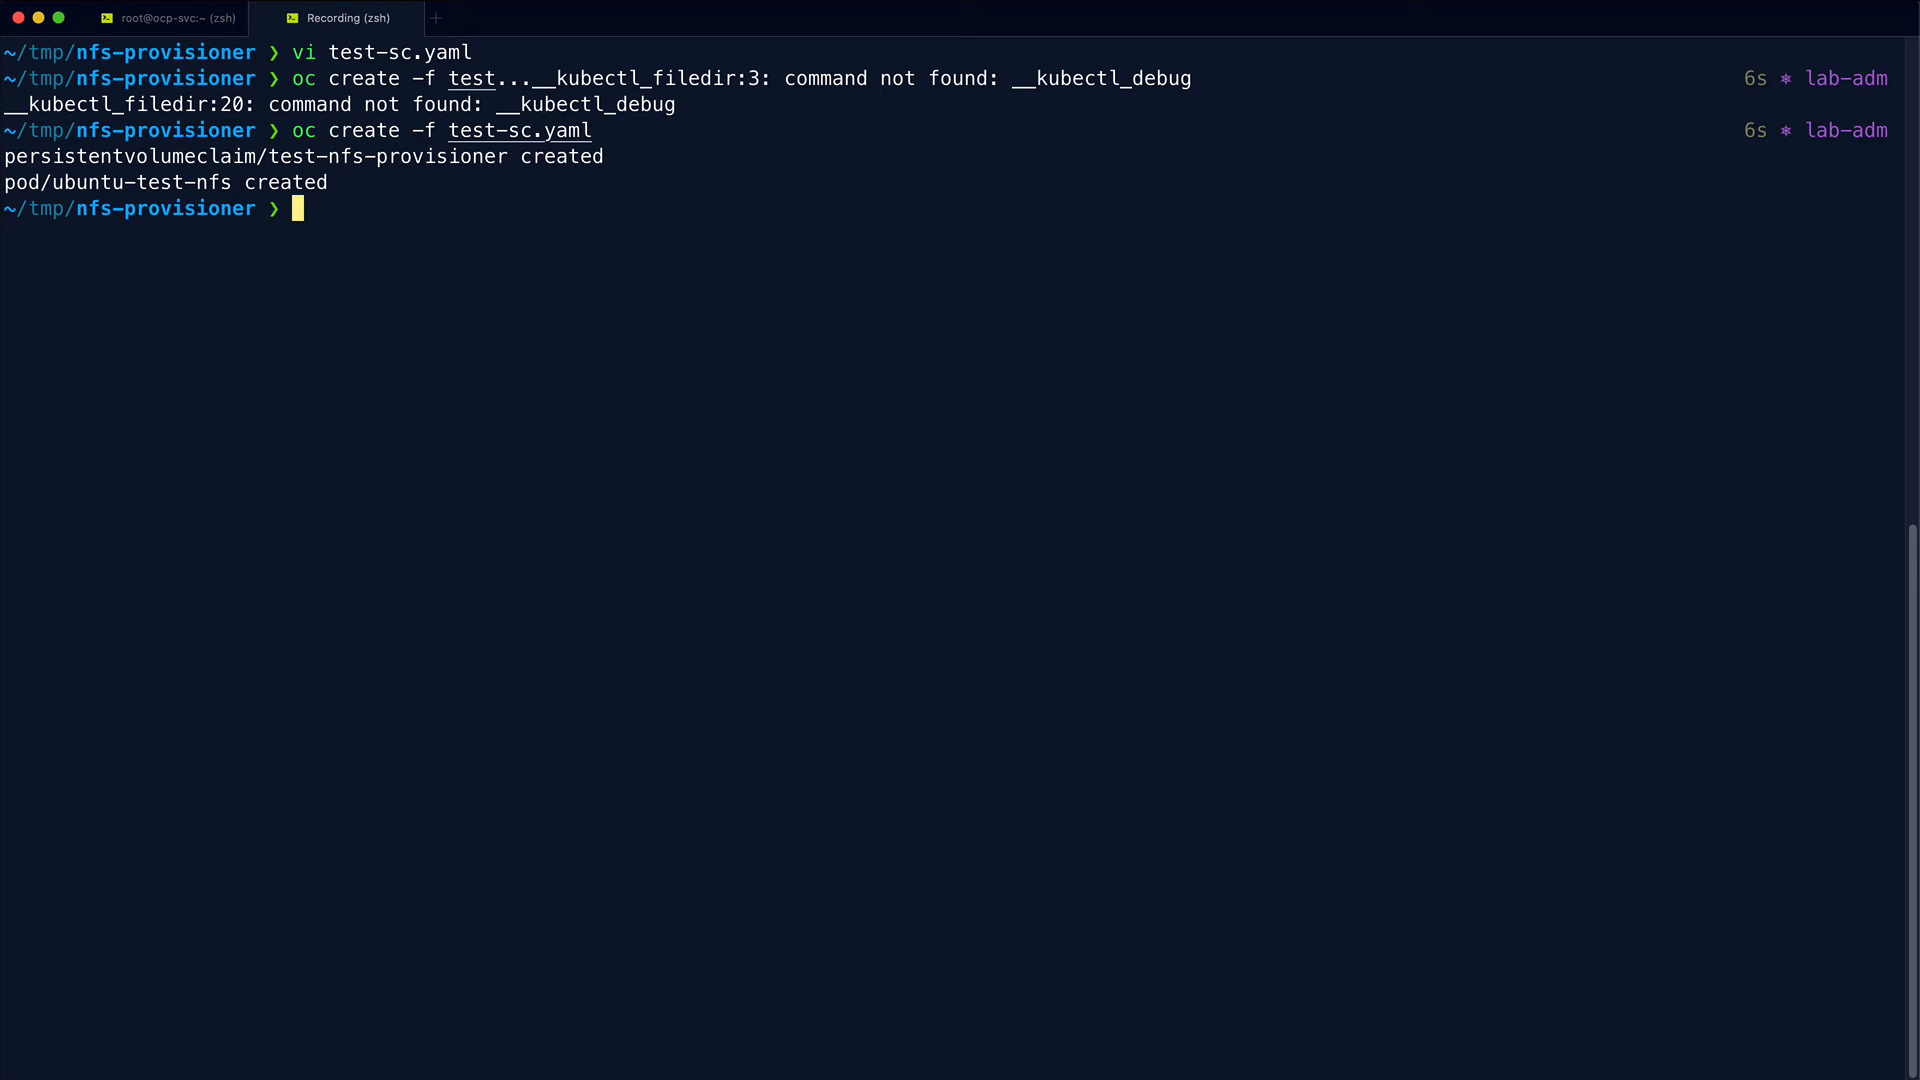 root@ocp-svc:~ (zsh)
Recording (zsh)
+
~/tmp/nfs-provisioner ❯ vi test-sc.yaml
~/tmp/nfs-provisioner ❯ oc create -f test...__kubectl_filedir:3: command not found: __kubectl_debug 6s ⎈ lab-adm
__kubectl_filedir:20: command not found: __kubectl_debug
~/tmp/nfs-provisioner ❯ oc create -f test-sc.yaml 6s ⎈ lab-adm
persistentvolumeclaim/test-nfs-provisioner created
pod/ubuntu-test-nfs created
~/tmp/nfs-provisioner ❯